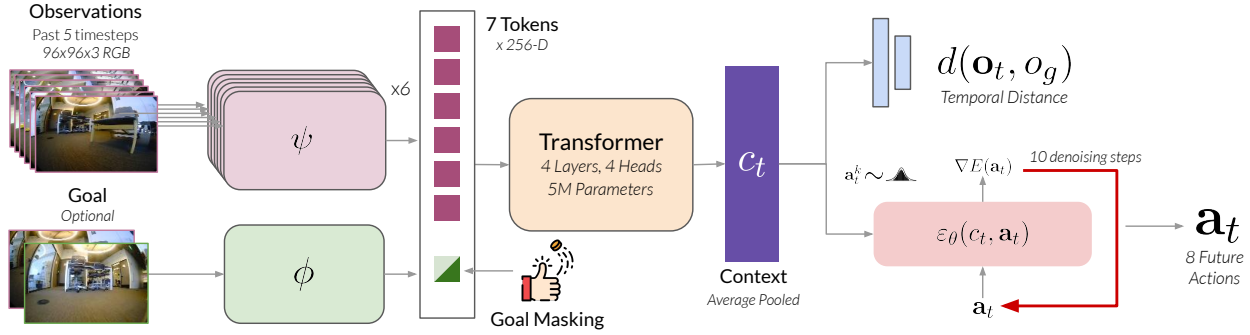 Observations
Past 5 timesteps
96x96x3 RGB
ψ
x6
Goal
Optional
ϕ
7 Tokens
x 256-D
Goal Masking
Transformer
4 Layers, 4 Heads
5M Parameters
c_t
Context
Average Pooled
d(o_t, o_g)
Temporal Distance
a_t^k ~
∇E(a_t)
10 denoising steps
ε_θ(c_t, a_t)
a_t
a_t
8 Future
Actions